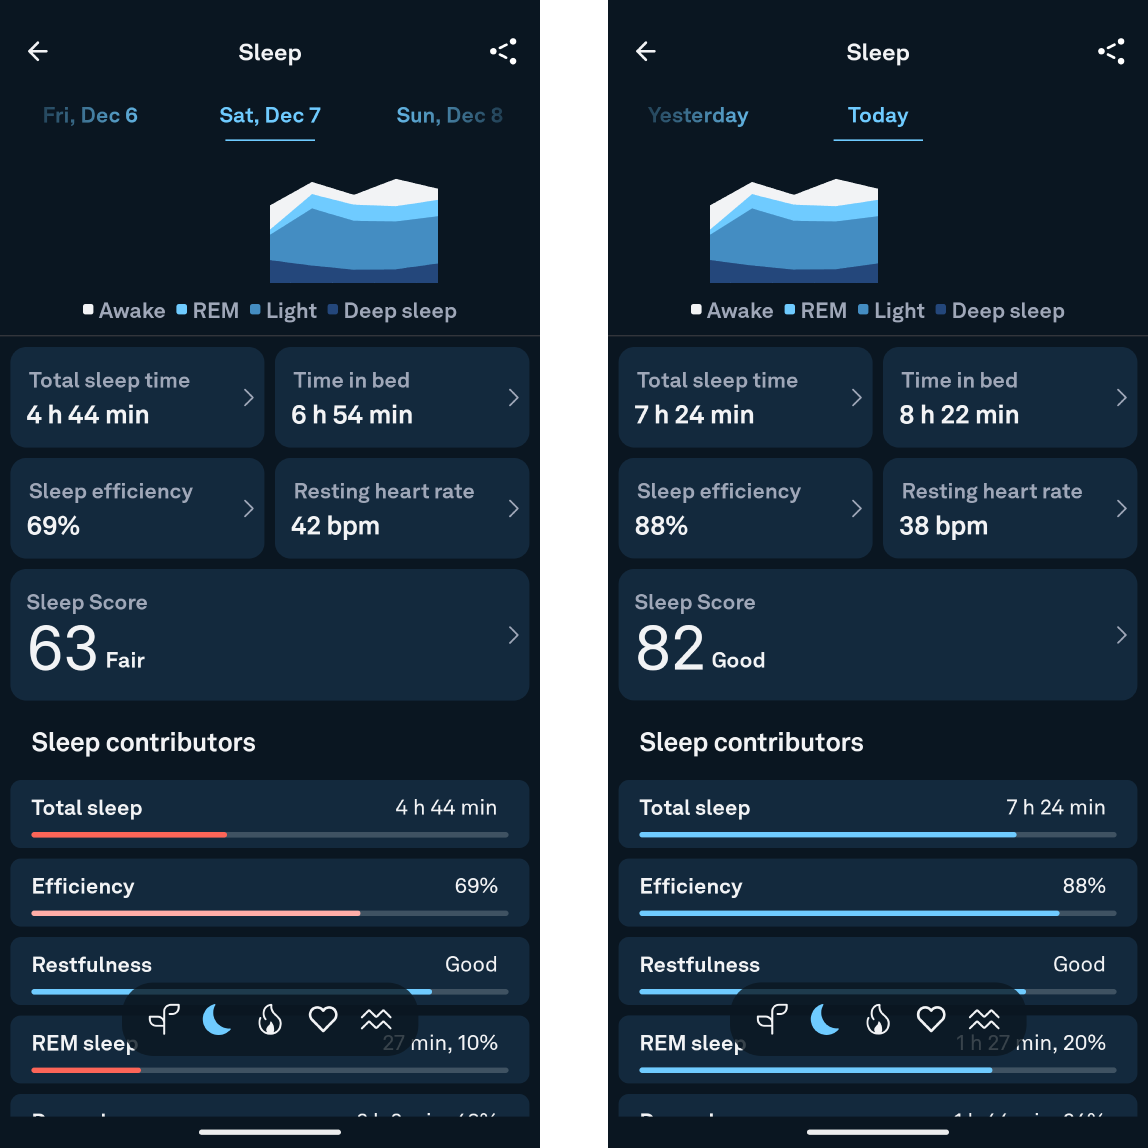 Sleep
Fri, Dec 6 Sat, Dec 7 Sun, Dec 8
Awake REM Light Deep sleep
Total sleep time
4 h 44 min
Time in bed
6 h 54 min
Sleep efficiency
69%
Resting heart rate
42 bpm
Sleep Score
63 Fair
Sleep contributors
Total sleep 4 h 44 min
Efficiency 69%
Restfulness Good
REM sleep 27 min, 10%
Sleep
Yesterday Today
Awake REM Light Deep sleep
Total sleep time
7 h 24 min
Time in bed
8 h 22 min
Sleep efficiency
88%
Resting heart rate
38 bpm
Sleep Score
82 Good
Sleep contributors
Total sleep 7 h 24 min
Efficiency 88%
Restfulness Good
REM sleep 1 h 27 min, 20%